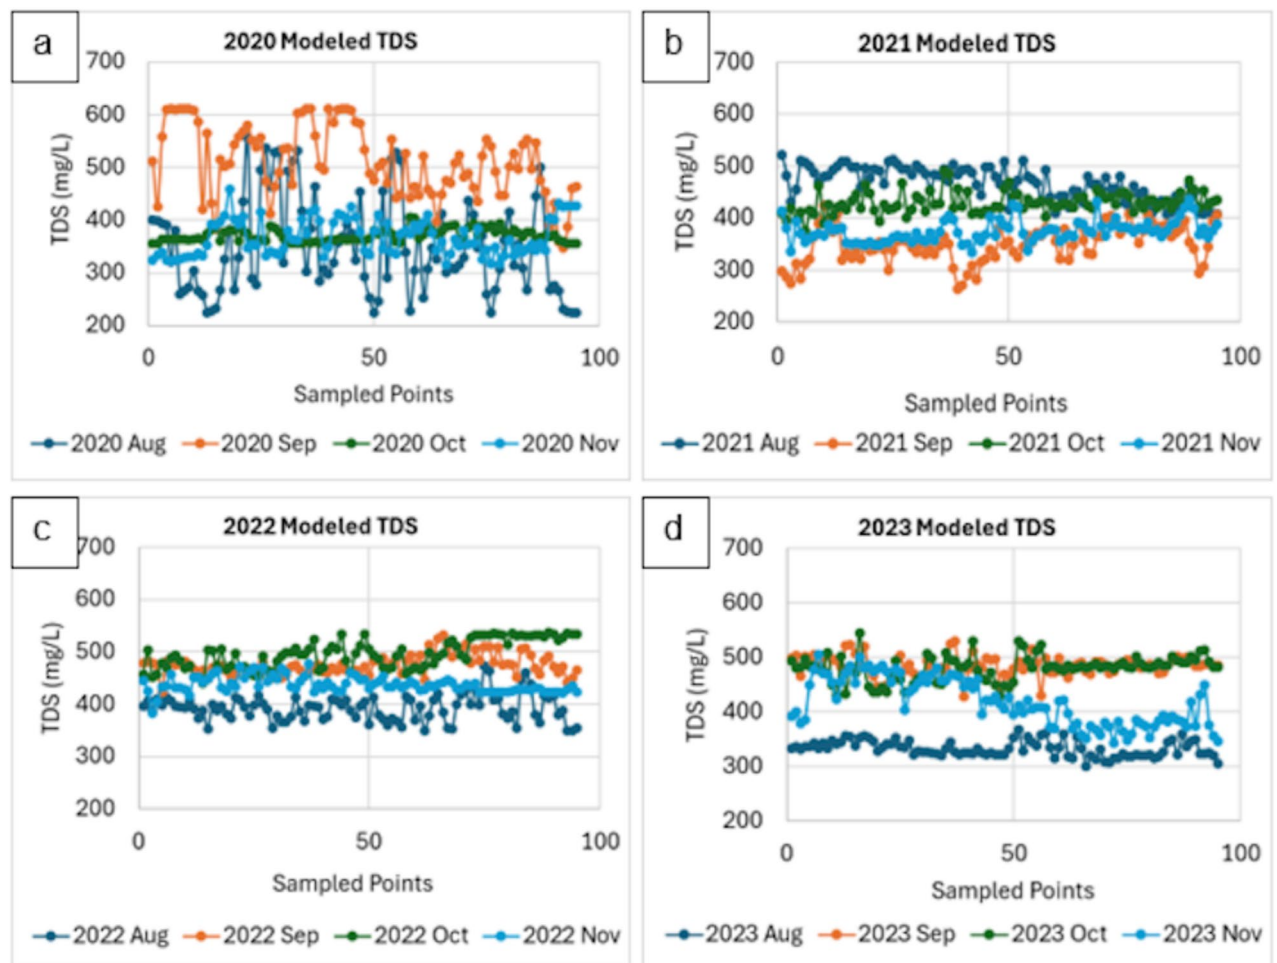 a
2020 Modeled TDS
700
600
500
400
300
200
TDS (mg/L)
0 50 100
Sampled Points
2020 Aug 2020 Sep 2020 Oct 2020 Nov
b
2021 Modeled TDS
700
600
500
400
300
200
TDS (mg/L)
0 50 100
Sampled Points
2021 Aug 2021 Sep 2021 Oct 2021 Nov
c
2022 Modeled TDS
700
600
500
400
300
200
TDS (mg/L)
0 50 100
Sampled Points
2022 Aug 2022 Sep 2022 Oct 2022 Nov
d
2023 Modeled TDS
700
600
500
400
300
200
TDS (mg/L)
0 50 100
Sampled Points
2023 Aug 2023 Sep 2023 Oct 2023 Nov